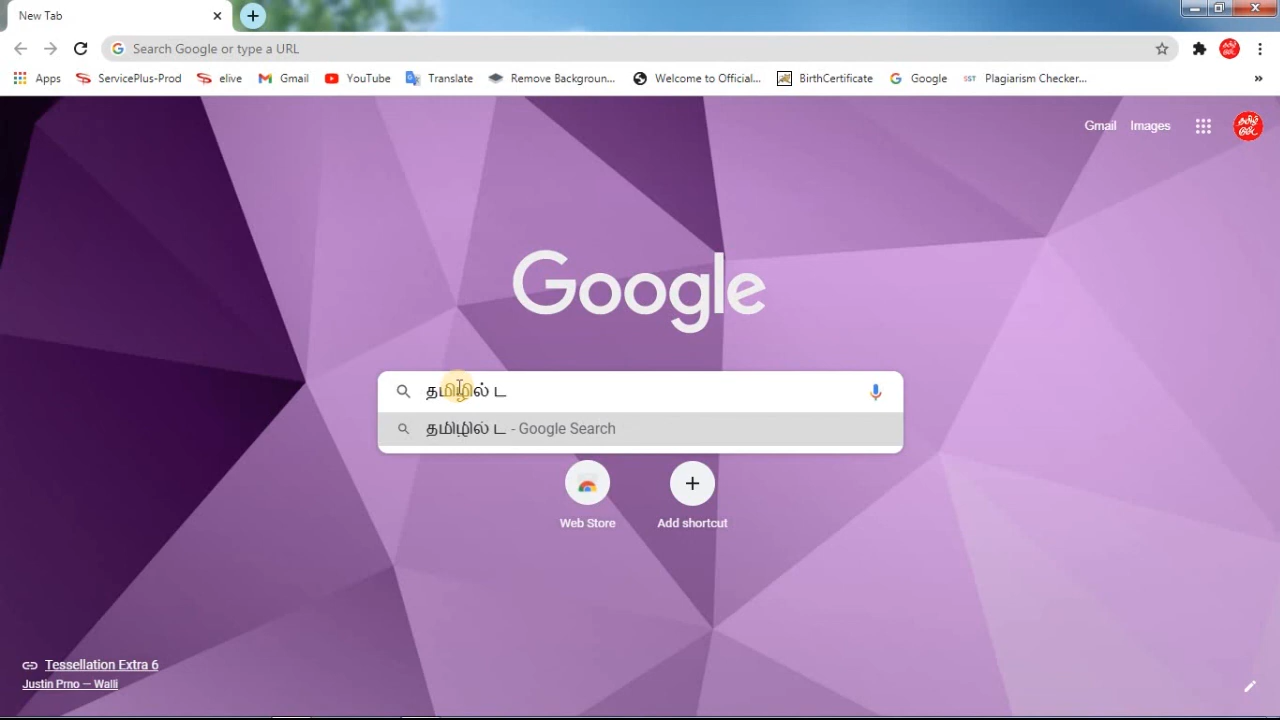 New Tab
Search Google or type a URL
Apps ServicePlus-Prod elive Gmail YouTube Translate Remove Backgroun... Welcome to Official... BirthCertificate Google SST Plagiarism Checker... »
Gmail Images
Google
தமிழில் ட
தமிழில் ட - Google Search
Web Store Add shortcut
Tessellation Extra 6
Justin Prno — Walli